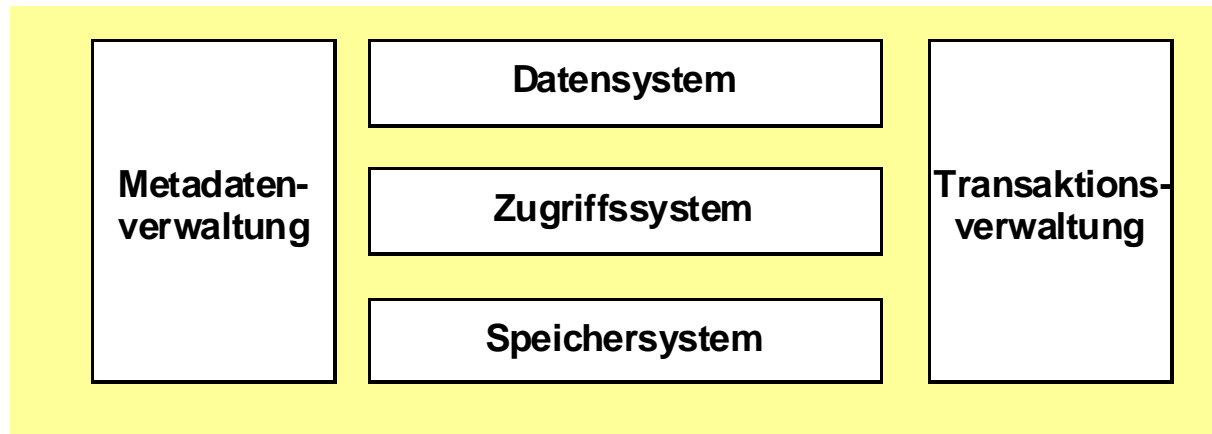 Metadaten-
verwaltung
Datensystem
Zugriffssystem
Speichersystem
Transaktions-
verwaltung